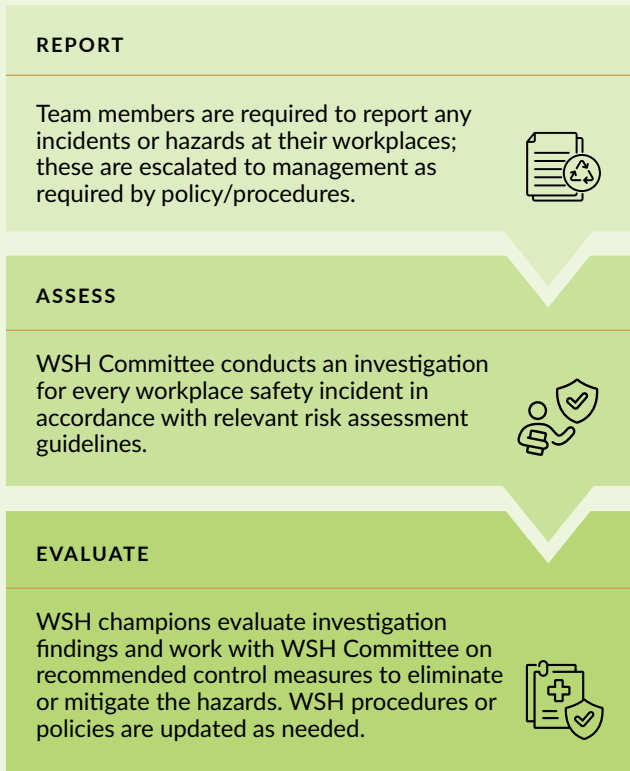 REPORT
Team members are required to report any
incidents or hazards at their workplaces;
these are escalated to management as
required by policy/procedures.
ASSESS
WSH Committee conducts an investigation
for every workplace safety incident in
accordance with relevant risk assessment
guidelines.
EVALUATE
WSH champions evaluate investigation
findings and work with WSH Committee on
recommended control measures to eliminate
or mitigate the hazards. WSH procedures or
policies are updated as needed.